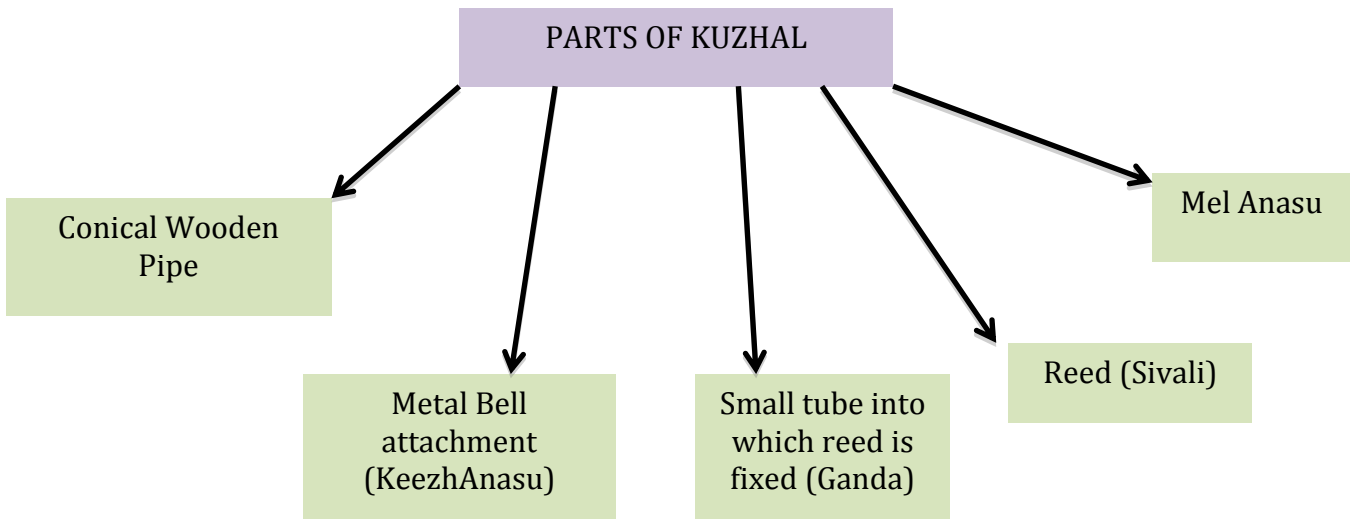 PARTS OF KUZHAL
Conical Wooden
Pipe
Metal Bell
attachment
(KeezhAnasu)
Small tube into
which reed is
fixed (Ganda)
Reed (Sivali)
Mel Anasu